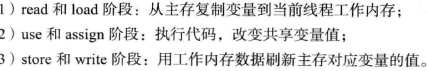 1）read 和 load 阶段：从主存复制变量到当前线程工作内存；
2）use 和 assign 阶段：执行代码，改变共享变量值；
3）store 和 write 阶段：用工作内存数据刷新主存对应变量的值。